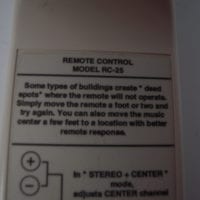 REMOTE CONTROL
MODEL RC-25
Some types of buildings create " dead
spots" where the remote will not operate.
Simply move the remote a foot or two and
try again. You can also move the music
center a few feet to a location with better
remote response.
In " STEREO + CENTER "
mode,
adjusts CENTER channel